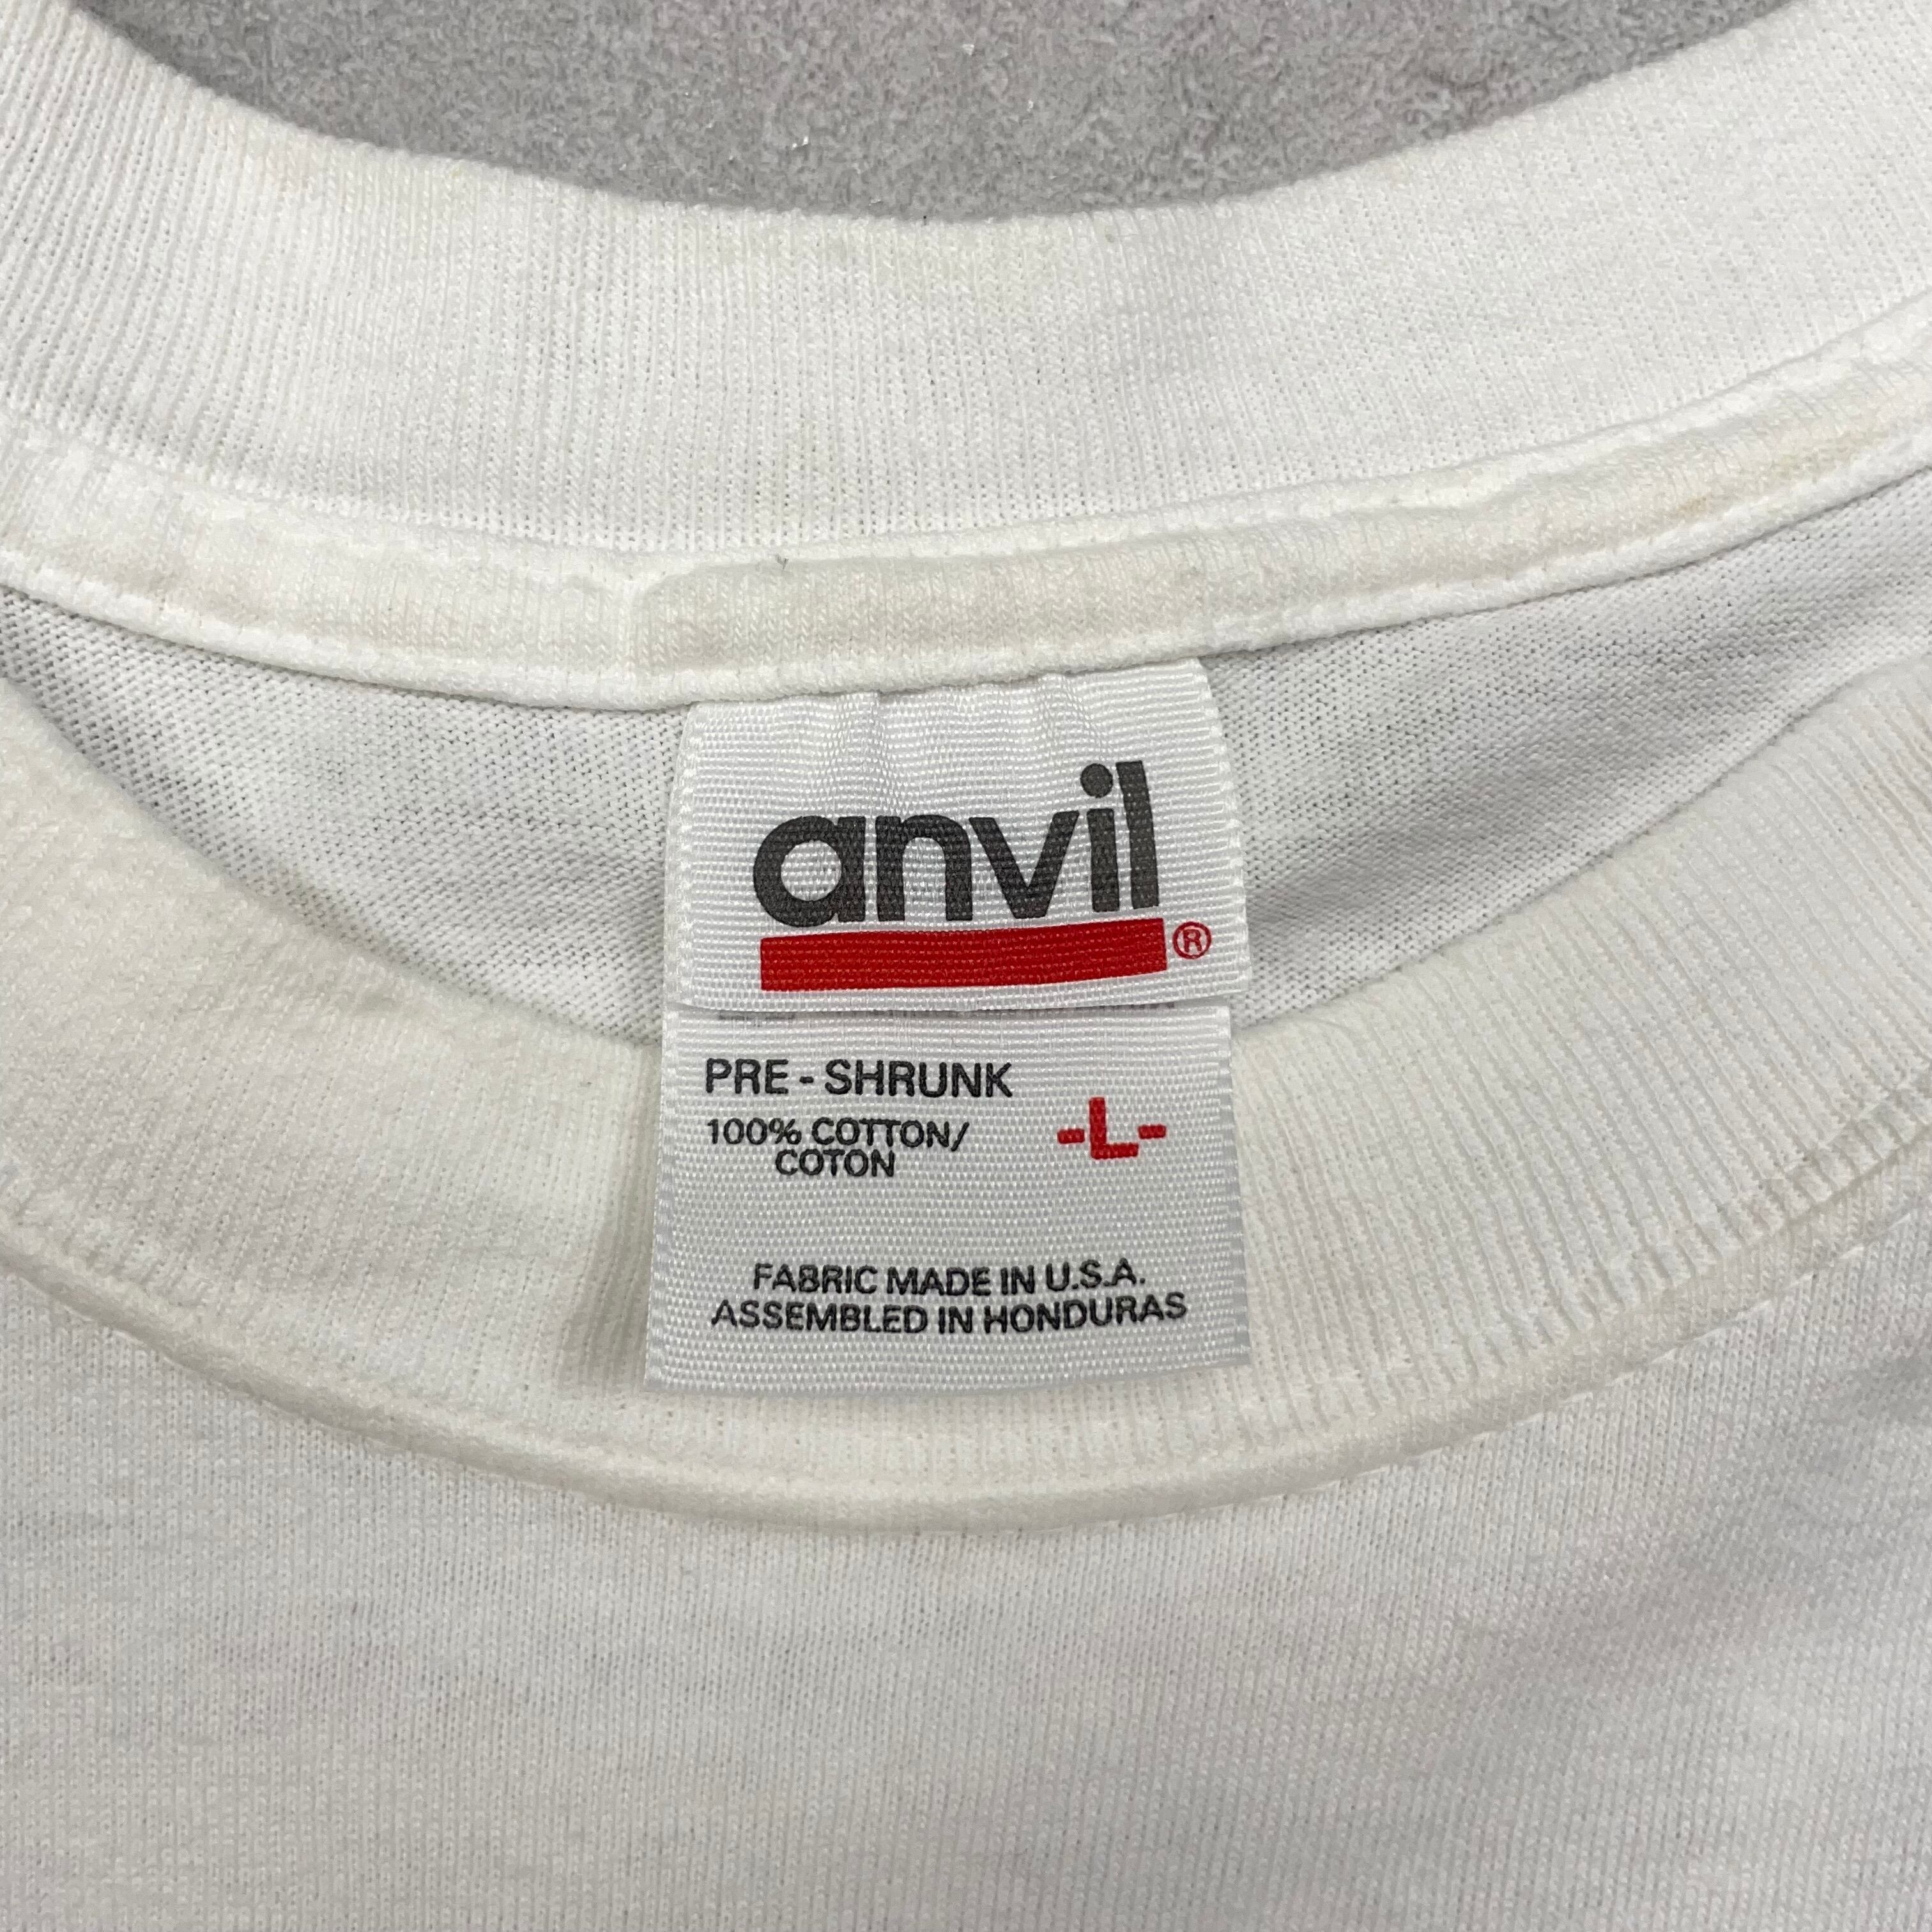 anvil®
PRE - SHRUNK
100% COTTON/
COTON
-L-
FABRIC MADE IN U.S.A.
ASSEMBLED IN HONDURAS